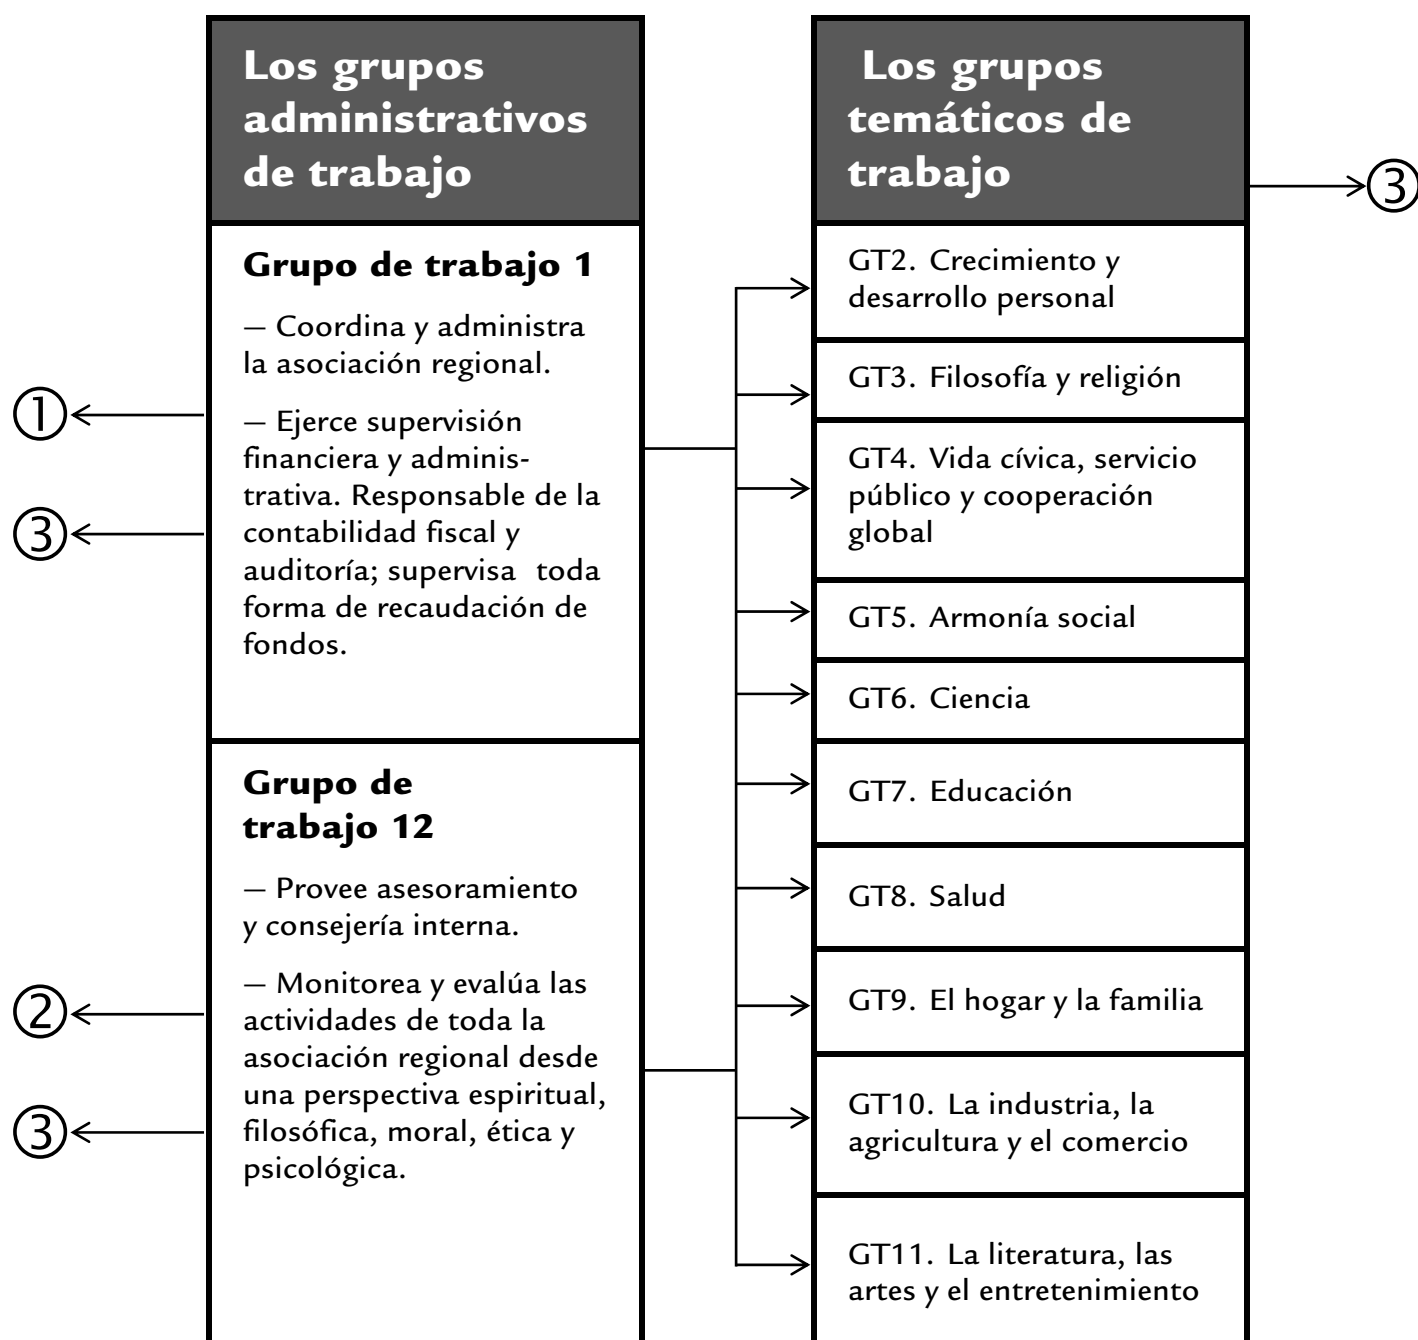 Los grupos
administrativos
de trabajo
Grupo de trabajo 1
— Coordina y administra
la asociación regional.
— Ejerce supervisión
financiera y adminis-
trativa. Responsable de la
contabilidad fiscal y
auditoría; supervisa toda
forma de recaudación de
fondos.
①
③
Grupo de
trabajo 12
— Provee asesoramiento
y consejería interna.
— Monitorea y evalúa las
actividades de toda la
asociación regional desde
una perspectiva espiritual,
filosófica, moral, ética y
psicológica.
②
③
Los grupos
temáticos de
trabajo
③
GT2. Crecimiento y
desarrollo personal
GT3. Filosofía y religión
GT4. Vida cívica, servicio
público y cooperación
global
GT5. Armonía social
GT6. Ciencia
GT7. Educación
GT8. Salud
GT9. El hogar y la familia
GT10. La industria, la
agricultura y el comercio
GT11. La literatura, las
artes y el entretenimiento